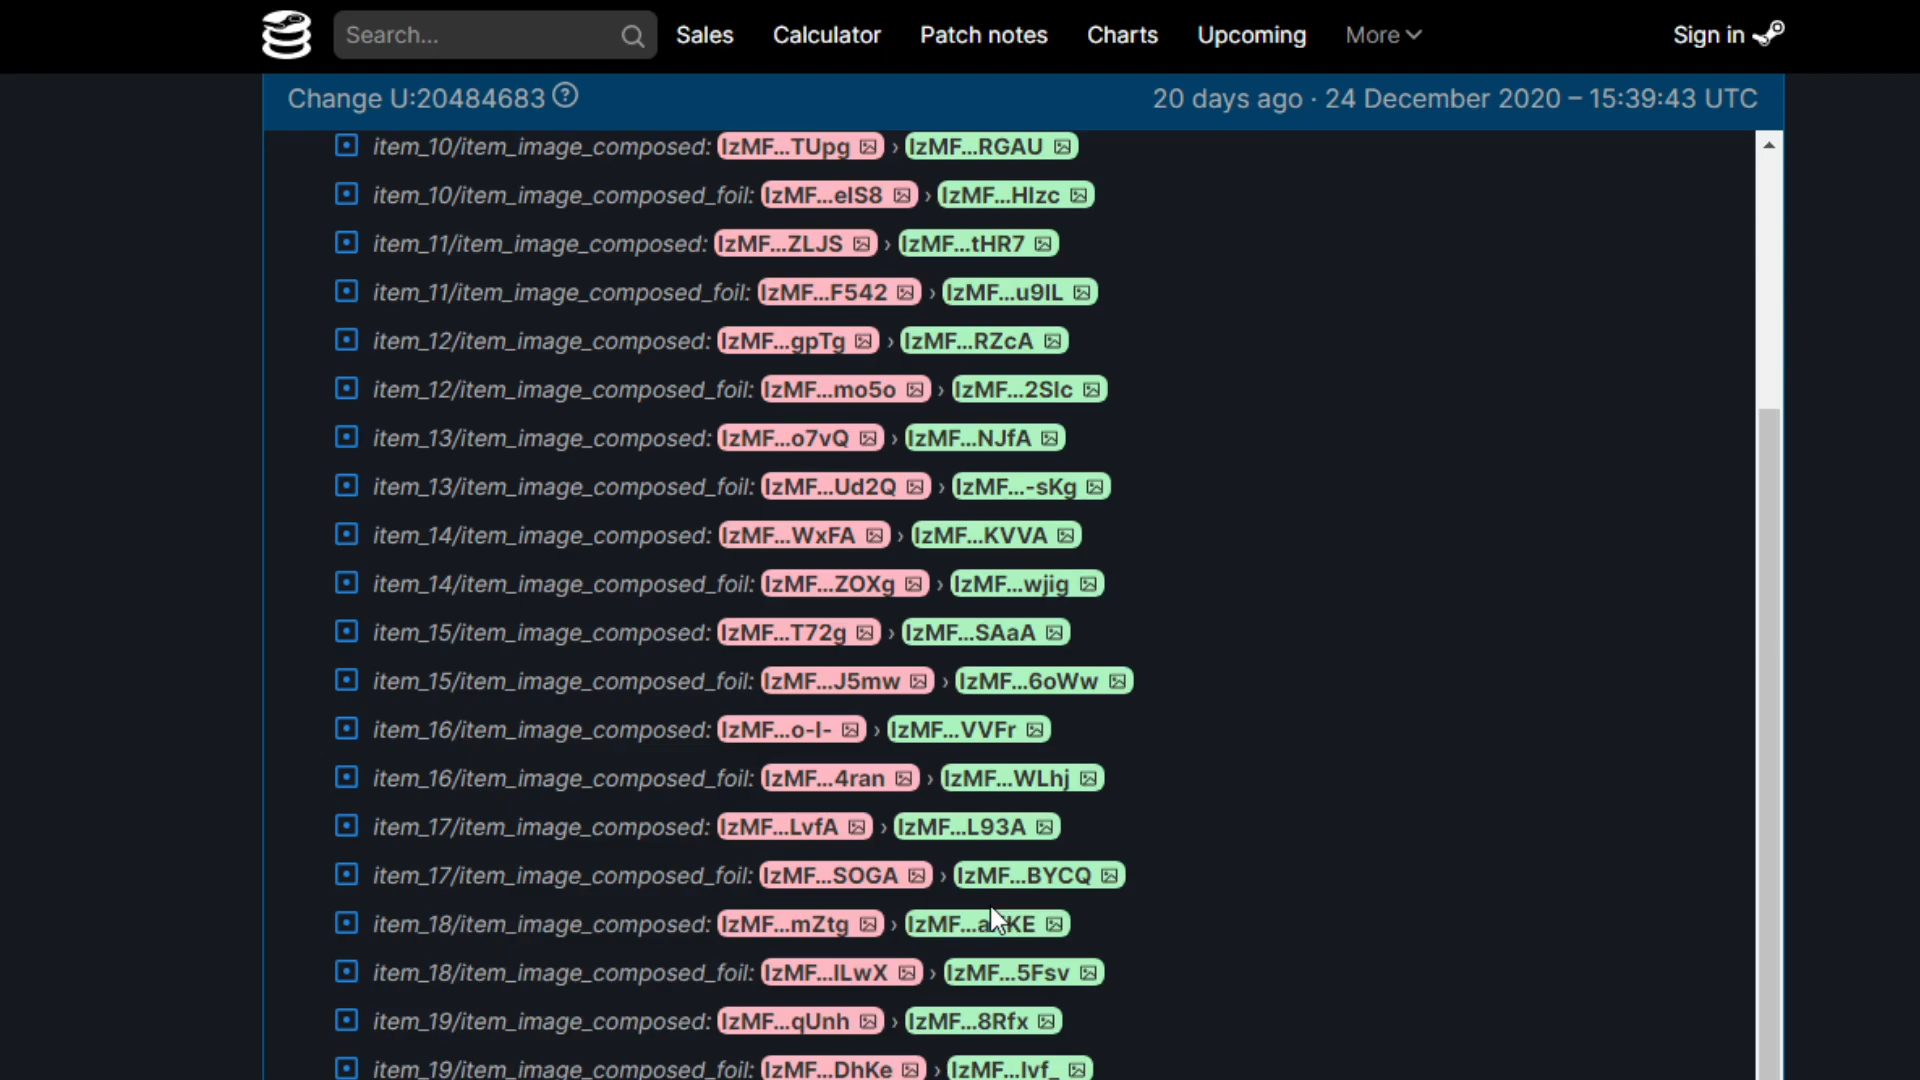 Search... Sales Calculator Patch notes Charts Upcoming More Sign in
Change U:20484683 20 days ago · 24 December 2020 – 15:39:43 UTC
item_10/item_image_composed: IzMF...TUpg › IzMF...RGAU
item_10/item_image_composed_foil: IzMF...eIS8 › IzMF...HIzc
item_11/item_image_composed: IzMF...ZLJS › IzMF...tHR7
item_11/item_image_composed_foil: IzMF...F542 › IzMF...u9IL
item_12/item_image_composed: IzMF...gpTg › IzMF...RZcA
item_12/item_image_composed_foil: IzMF...mo5o › IzMF...2SIc
item_13/item_image_composed: IzMF...o7vQ › IzMF...NJfA
item_13/item_image_composed_foil: IzMF...Ud2Q › IzMF...-sKg
item_14/item_image_composed: IzMF...WxFA › IzMF...KVVA
item_14/item_image_composed_foil: IzMF...ZOXg › IzMF...wjig
item_15/item_image_composed: IzMF...T72g › IzMF...SAaA
item_15/item_image_composed_foil: IzMF...J5mw › IzMF...6oWw
item_16/item_image_composed: IzMF...o-I- › IzMF...VVFr
item_16/item_image_composed_foil: IzMF...4ran › IzMF...WLhj
item_17/item_image_composed: IzMF...LvfA › IzMF...L93A
item_17/item_image_composed_foil: IzMF...SOGA › IzMF...BYCQ
item_18/item_image_composed: IzMF...mZtg ›
item_18/item_image_composed_foil: IzMF...ILwX › IzMF...5Fsv
item_19/item_image_composed: IzMF...qUnh › IzMF...8Rfx
item_19/item_image_composed_foil: IzMF...DhKe › IzMF...Ivf_